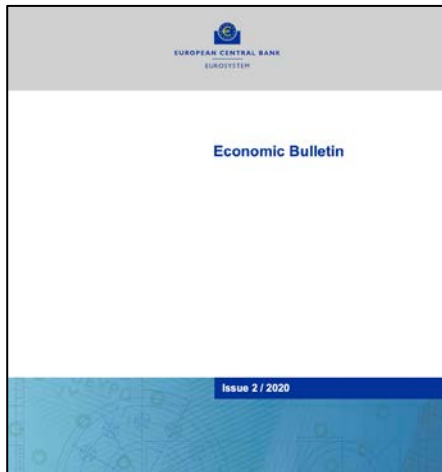 EUROPEAN CENTRAL BANK
EUROSYSTEM
Economic Bulletin
Issue 2 / 2020